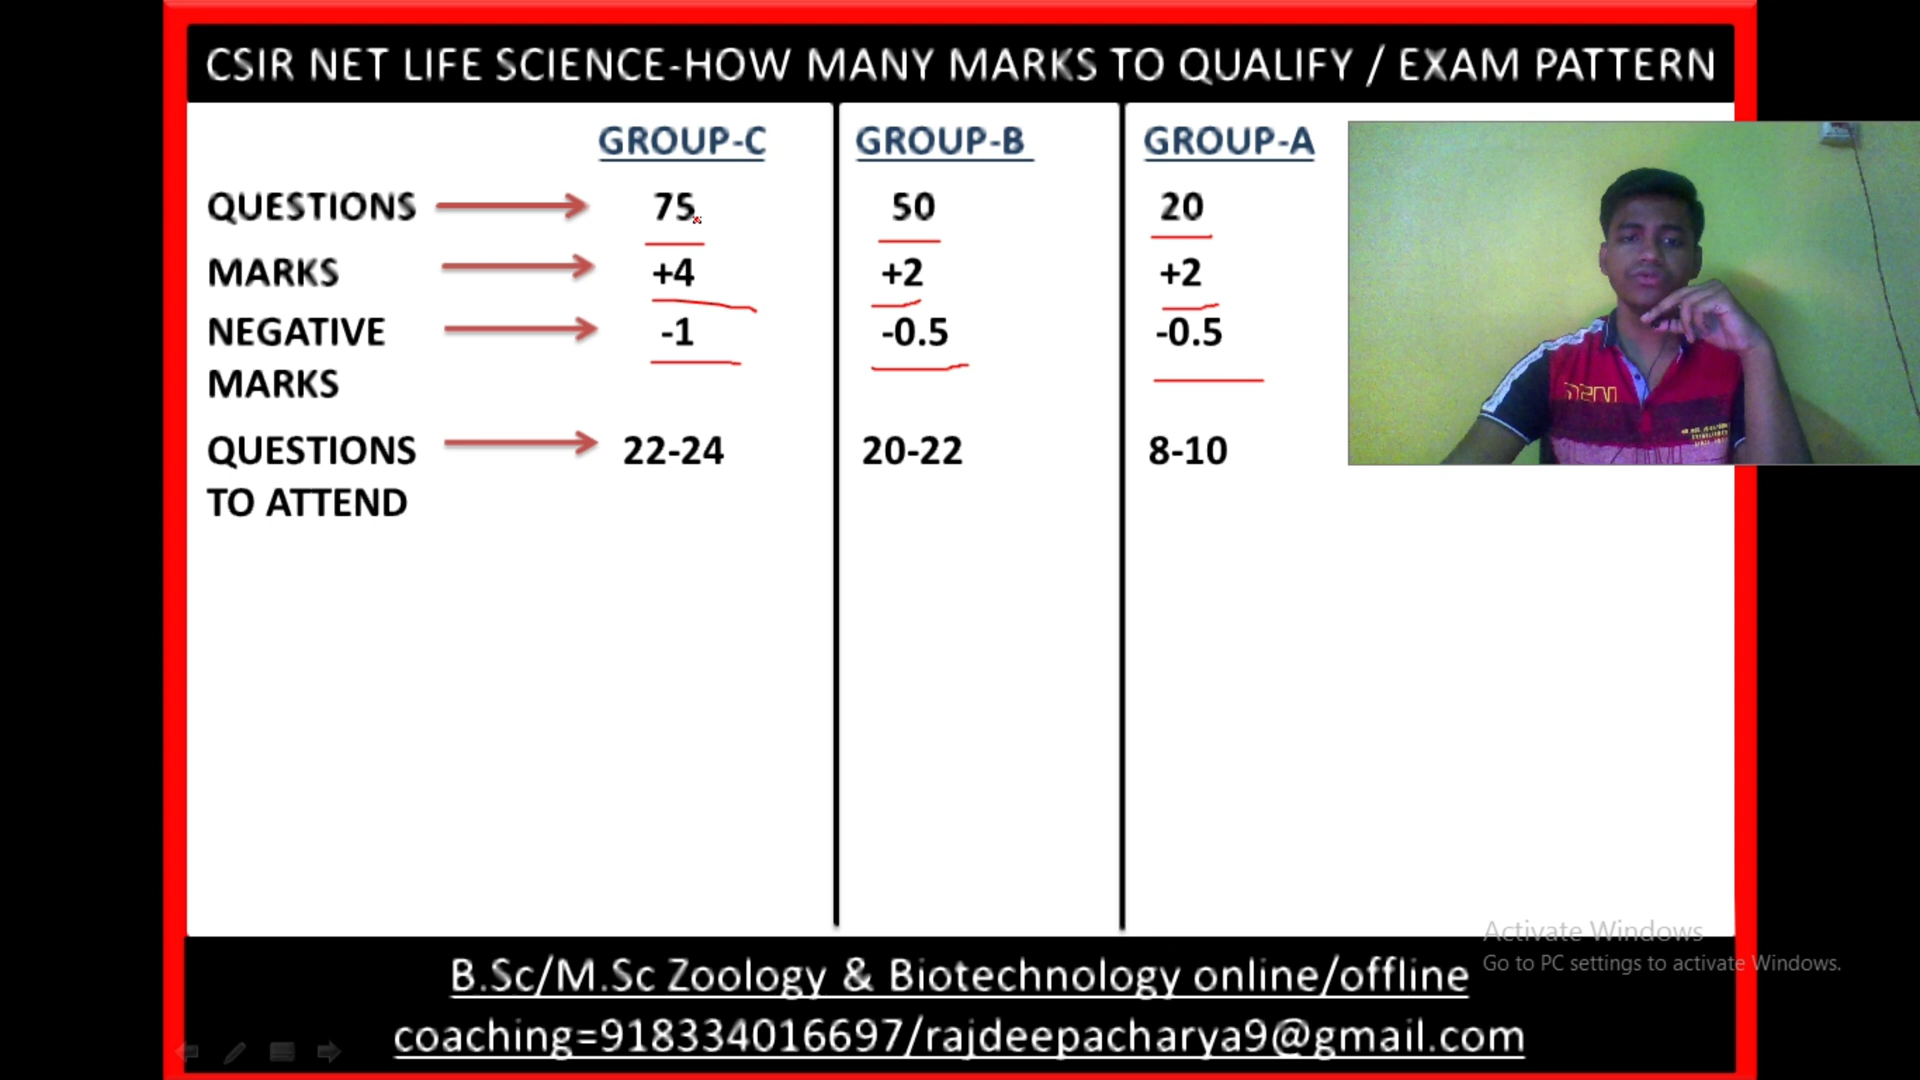 CSIR NET LIFE SCIENCE-HOW MANY MARKS TO QUALIFY / EXAM PATTERN
GROUP-C GROUP-B GROUP-A
QUESTIONS 75 50 20
MARKS +4 +2 +2
NEGATIVE -1 -0.5 -0.5
MARKS
QUESTIONS 22-24 20-22 8-10
TO ATTEND
Activate Windows
Go to PC settings to activate Windows.
B.Sc/M.Sc Zoology & Biotechnology online/offline
coaching=918334016697/rajdeepacharya9@gmail.com